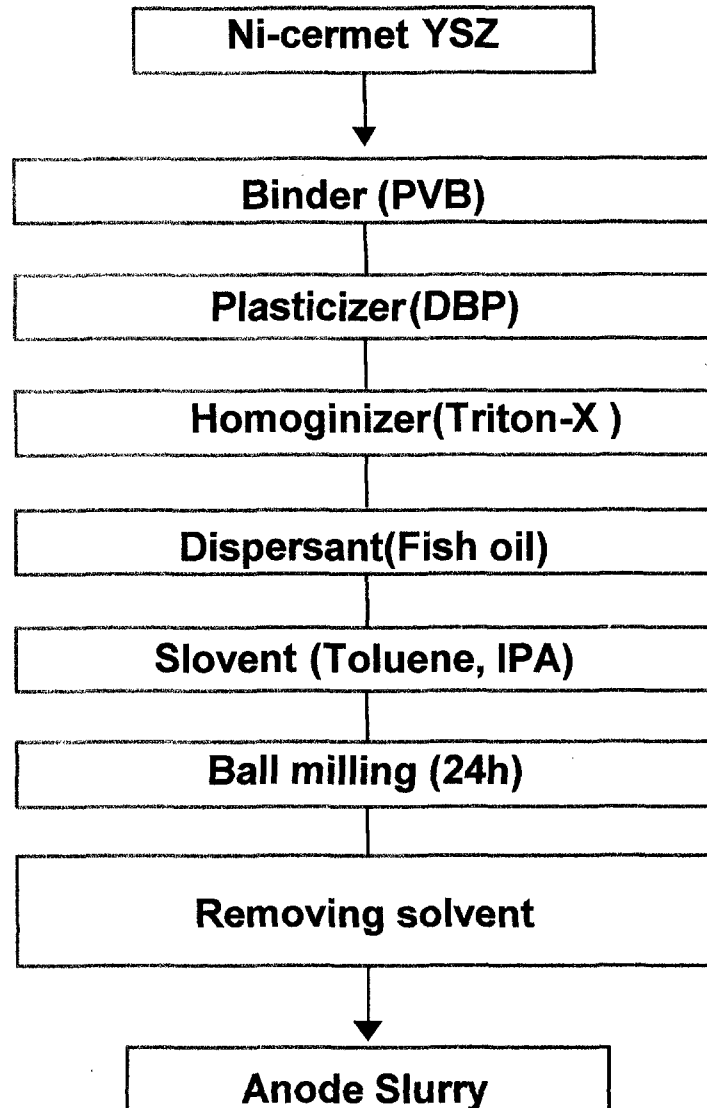 Ni-cermet YSZ
Binder (PVB)
Plasticizer(DBP)
Homoginizer(Triton-X )
Dispersant(Fish oil)
Slovent (Toluene, IPA)
Ball milling (24h)
Removing solvent
Anode Slurry